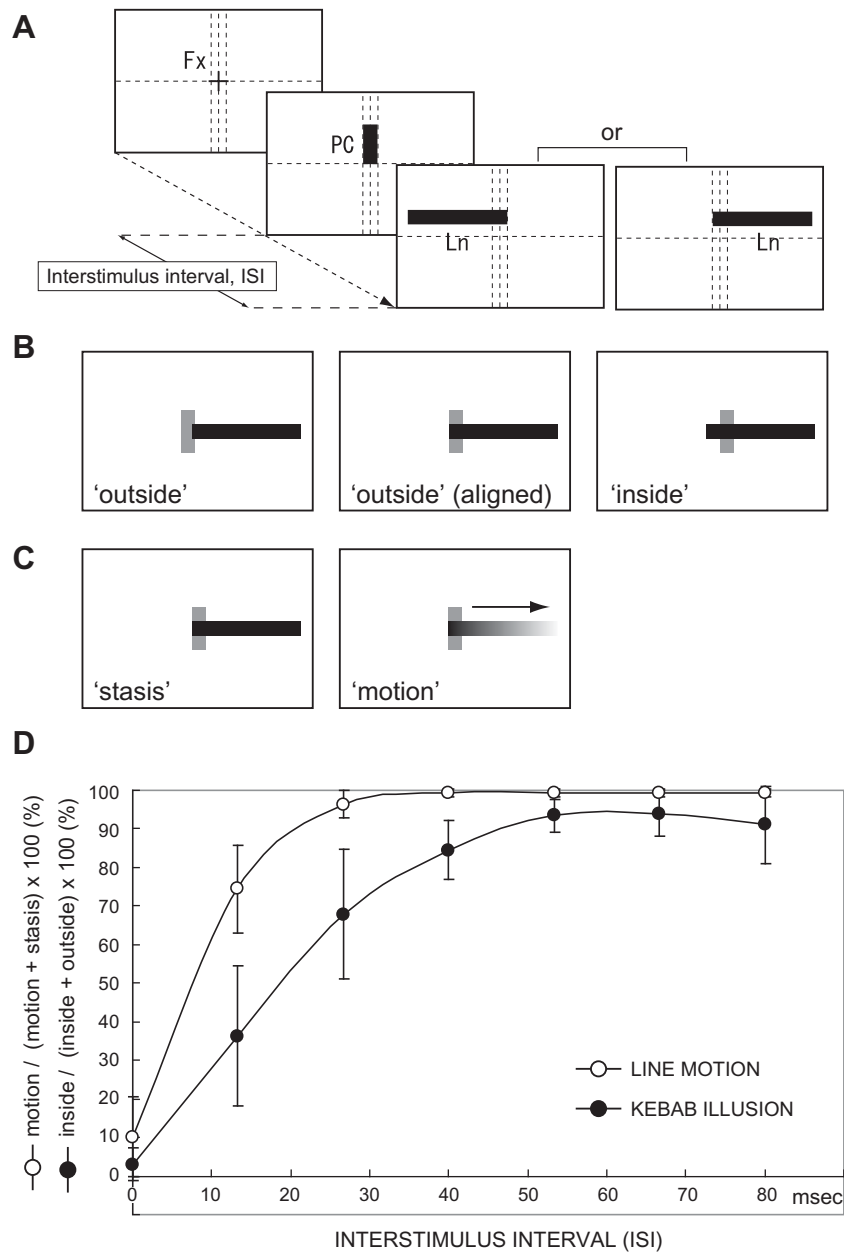 A
Fx
PC
or
Ln
Ln
Interstimulus interval, ISI
B
‘outside’
‘outside’ (aligned)
‘inside’
C
‘stasis’
‘motion’
D
motion / (motion + stasis) x 100 (%)
inside / (inside + outside) x 100 (%)
100
90
80
70
60
50
40
30
20
10
0
LINE MOTION
KEBAB ILLUSION
0 10 20 30 40 50 60 70 80 msec
INTERSTIMULUS INTERVAL (ISI)